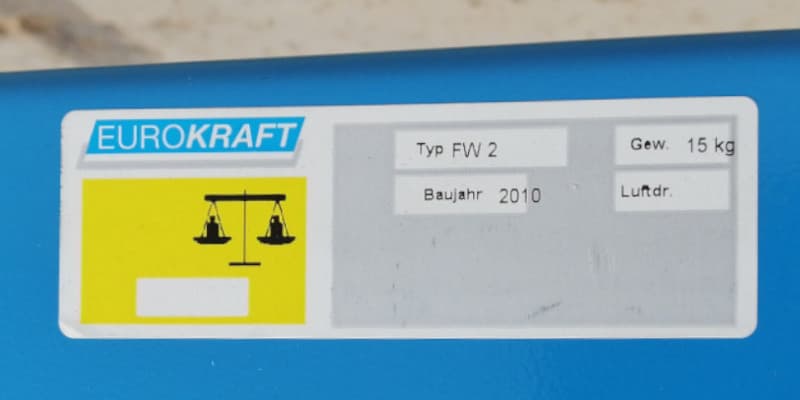 EUROKRAFT
Typ FW 2
Gew. 15 kg
Baujahr 2010
Luftdr.